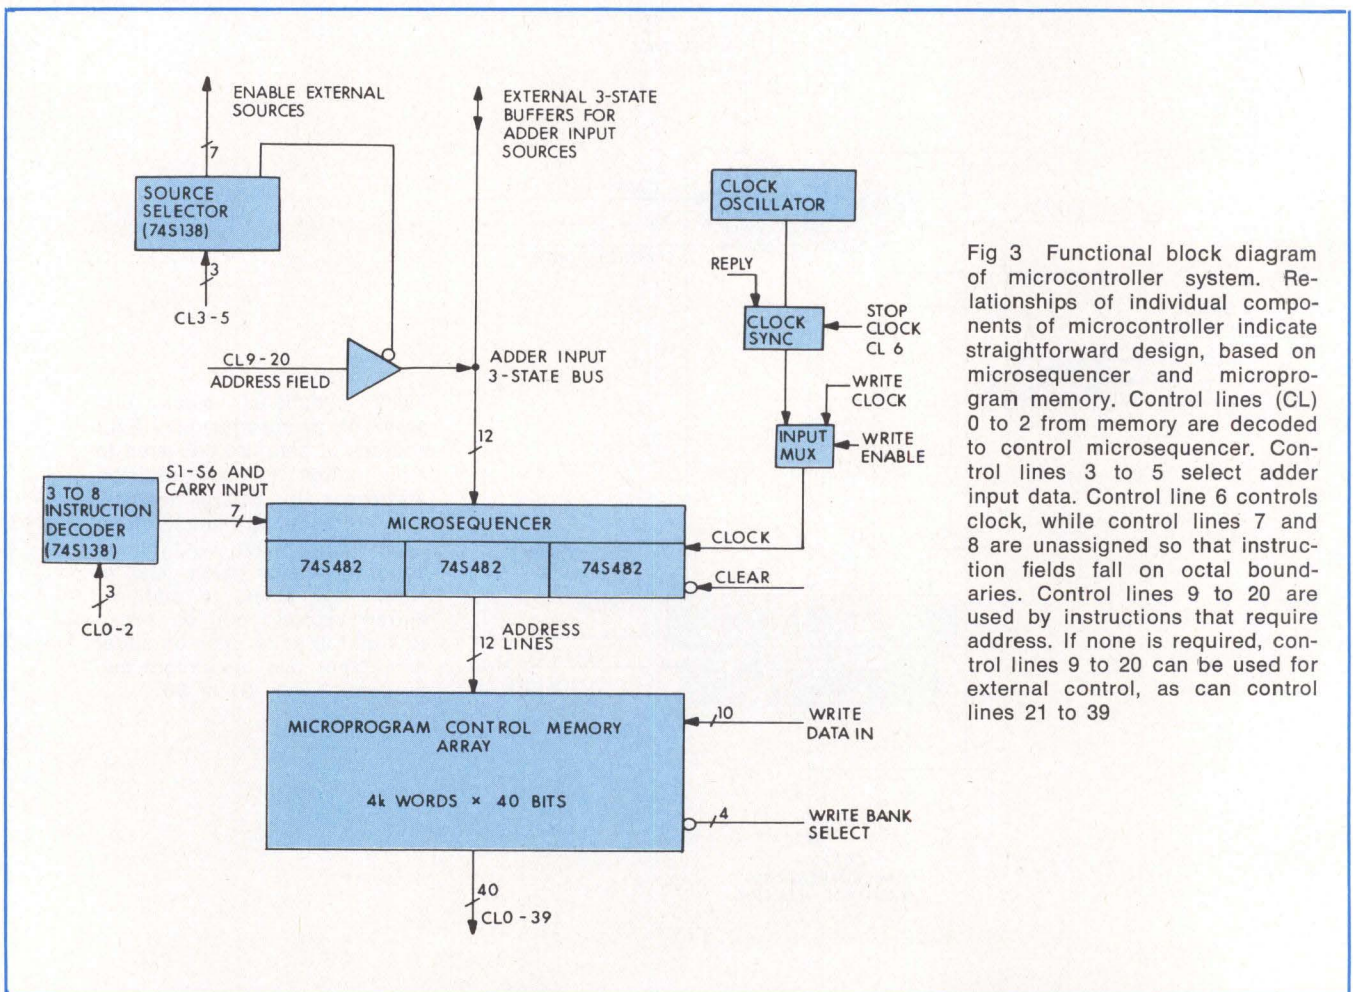 ENABLE EXTERNAL
SOURCES
7
SOURCE
SELECTOR
(74S138)
3
CL3-5
EXTERNAL 3-STATE
BUFFERS FOR
ADDER INPUT
SOURCES
CL9-20
ADDRESS FIELD
ADDER INPUT
3-STATE BUS
12
CLOCK
OSCILLATOR
REPLY
CLOCK
SYNC
STOP
CLOCK
CL 6
WRITE
CLOCK
INPUT
MUX
WRITE
ENABLE
S1-S6 AND
CARRY INPUT
7
3 TO 8
INSTRUCTION
DECODER
(74S138)
3
CL0-2
MICROSEQUENCER
74S482
74S482
74S482
CLOCK
CLEAR
12
ADDRESS
LINES
MICROPROGRAM CONTROL MEMORY
ARRAY
4k WORDS × 40 BITS
10
WRITE
DATA IN
4
WRITE BANK
SELECT
40
CL0-39
Fig 3 Functional block diagram
of microcontroller system. Re-
lationships of individual compo-
nents of microcontroller indicate
straightforward design, based on
microsequencer and micropro-
gram memory. Control lines (CL)
0 to 2 from memory are decoded
to control microsequencer. Con-
trol lines 3 to 5 select adder
input data. Control line 6 controls
clock, while control lines 7 and
8 are unassigned so that instruc-
tion fields fall on octal bound-
aries. Control lines 9 to 20 are
used by instructions that require
address. If none is required, con-
trol lines 9 to 20 can be used for
external control, as can control
lines 21 to 39